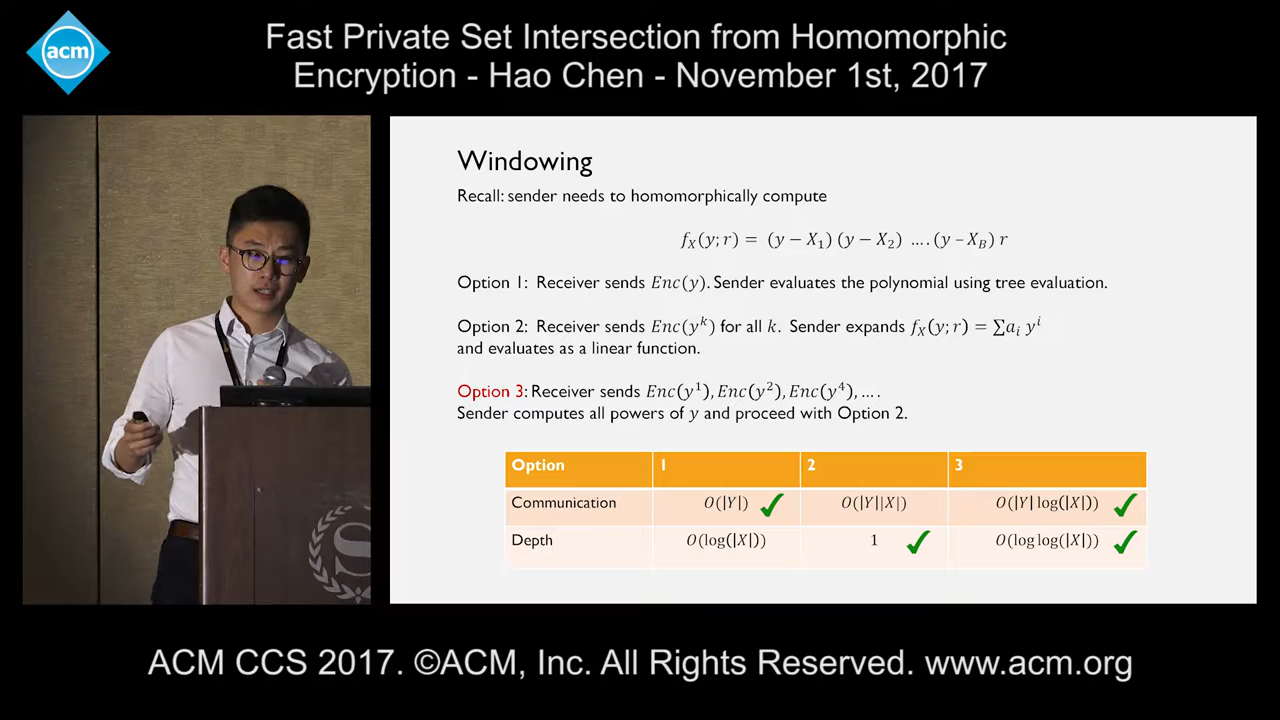 acm
Fast Private Set Intersection from Homomorphic
Encryption - Hao Chen - November 1st, 2017
Windowing
Recall: sender needs to homomorphically compute
f_X(y; r) = (y − X_1) (y − X_2) .... (y – X_B) r
Option 1: Receiver sends Enc(y). Sender evaluates the polynomial using tree evaluation.
Option 2: Receiver sends Enc(y^k) for all k. Sender expands f_X(y; r) = ∑a_i y^i
and evaluates as a linear function.
Option 3: Receiver sends Enc(y^1), Enc(y^2), Enc(y^4), ....
Sender computes all powers of y and proceed with Option 2.
Option 1 2 3
Communication O(|Y|) ✓ O(|Y||X|) O(|Y| log(|X|)) ✓
Depth O(log(|X|)) 1 ✓ O(log log(|X|)) ✓
S
ACM CCS 2017. ©ACM, Inc. All Rights Reserved. www.acm.org